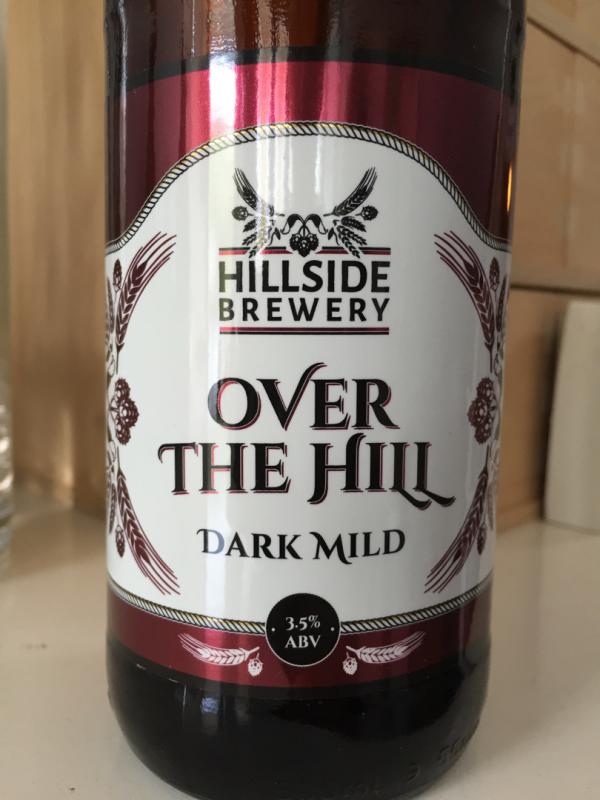 HILLSIDE
BREWERY
OVER
THE HILL
DARK MILD
3.5%
ABV